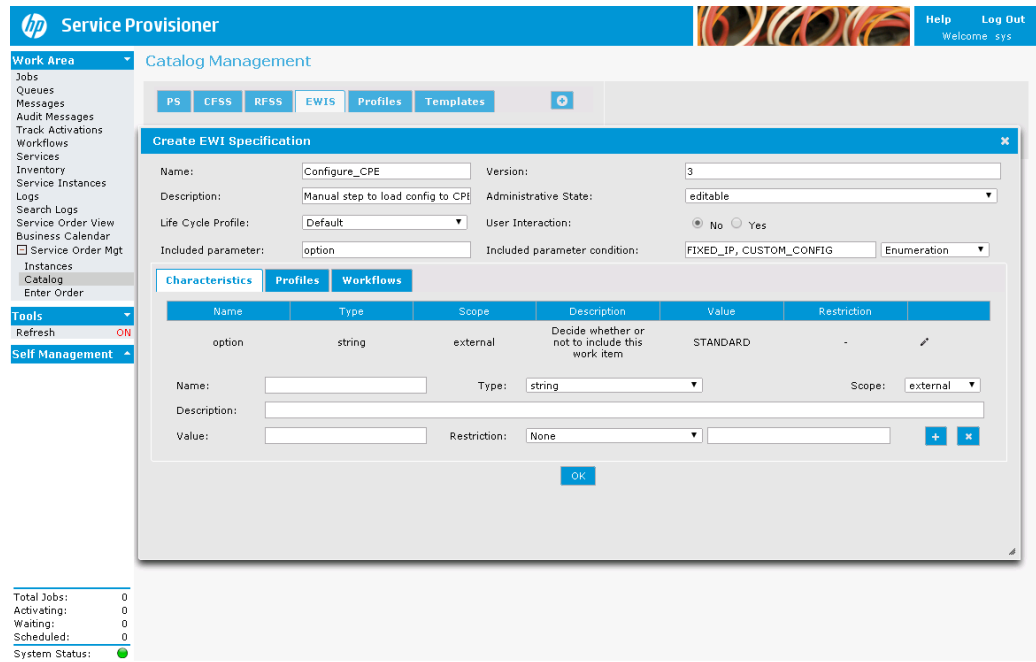 hp Service Provisioner
Help Log Out
Welcome sys
Work Area
Jobs
Queues
Messages
Audit Messages
Track Activations
Workflows
Services
Inventory
Service Instances
Logs
Search Logs
Service Order View
Business Calendar
Service Order Mgt
Instances
Catalog
Enter Order
Tools
Refresh ON
Self Management
Total Jobs: 0
Activating: 0
Waiting: 0
Scheduled: 0
System Status:
Catalog Management
PS CFSS RFSS EWIS Profiles Templates
Create EWI Specification
Name: Configure_CPE Version: 3
Description: Manual step to load config to CPE Administrative State: editable
Life Cycle Profile: Default User Interaction: No Yes
Included parameter: option Included parameter condition: FIXED_IP, CUSTOM_CONFIG Enumeration
Characteristics Profiles Workflows
Name Type Scope Description Value Restriction
option string external Decide whether or not to include this work item STANDARD -
Name: Type: string Scope: external
Description:
Value: Restriction: None
OK